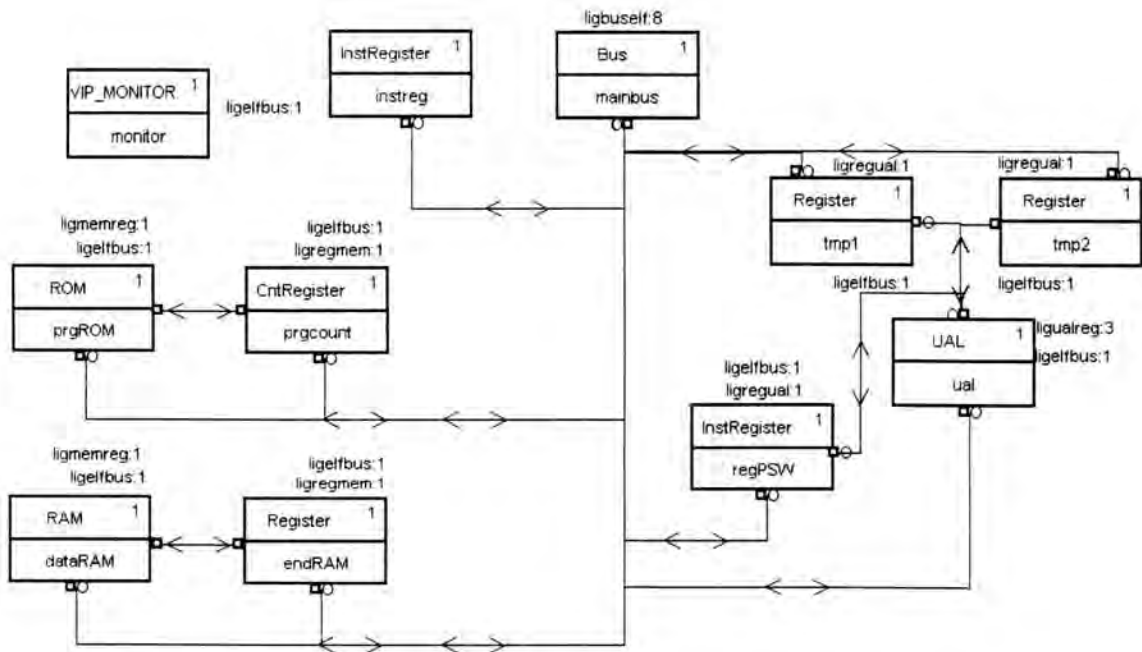 ligbuself:8
InstRegister 1
instreg
Bus 1
mainbus
VIP_MONITOR 1
monitor
ligelfbus:1
ligregual:1
Register 1
tmp1
ligregual:1
Register 1
tmp2
ligmemreg:1
ligelfbus:1
ROM 1
prgROM
ligelfbus:1
ligregmem:1
CntRegister 1
prgcount
ligelfbus:1
ligelfbus:1
UAL 1
ual
ligualreg:3
ligelfbus:1
ligelfbus:1
ligregual:1
InstRegister 1
regPSW
ligmemreg:1
ligelfbus:1
RAM 1
dataRAM
ligelfbus:1
ligregmem:1
Register 1
endRAM